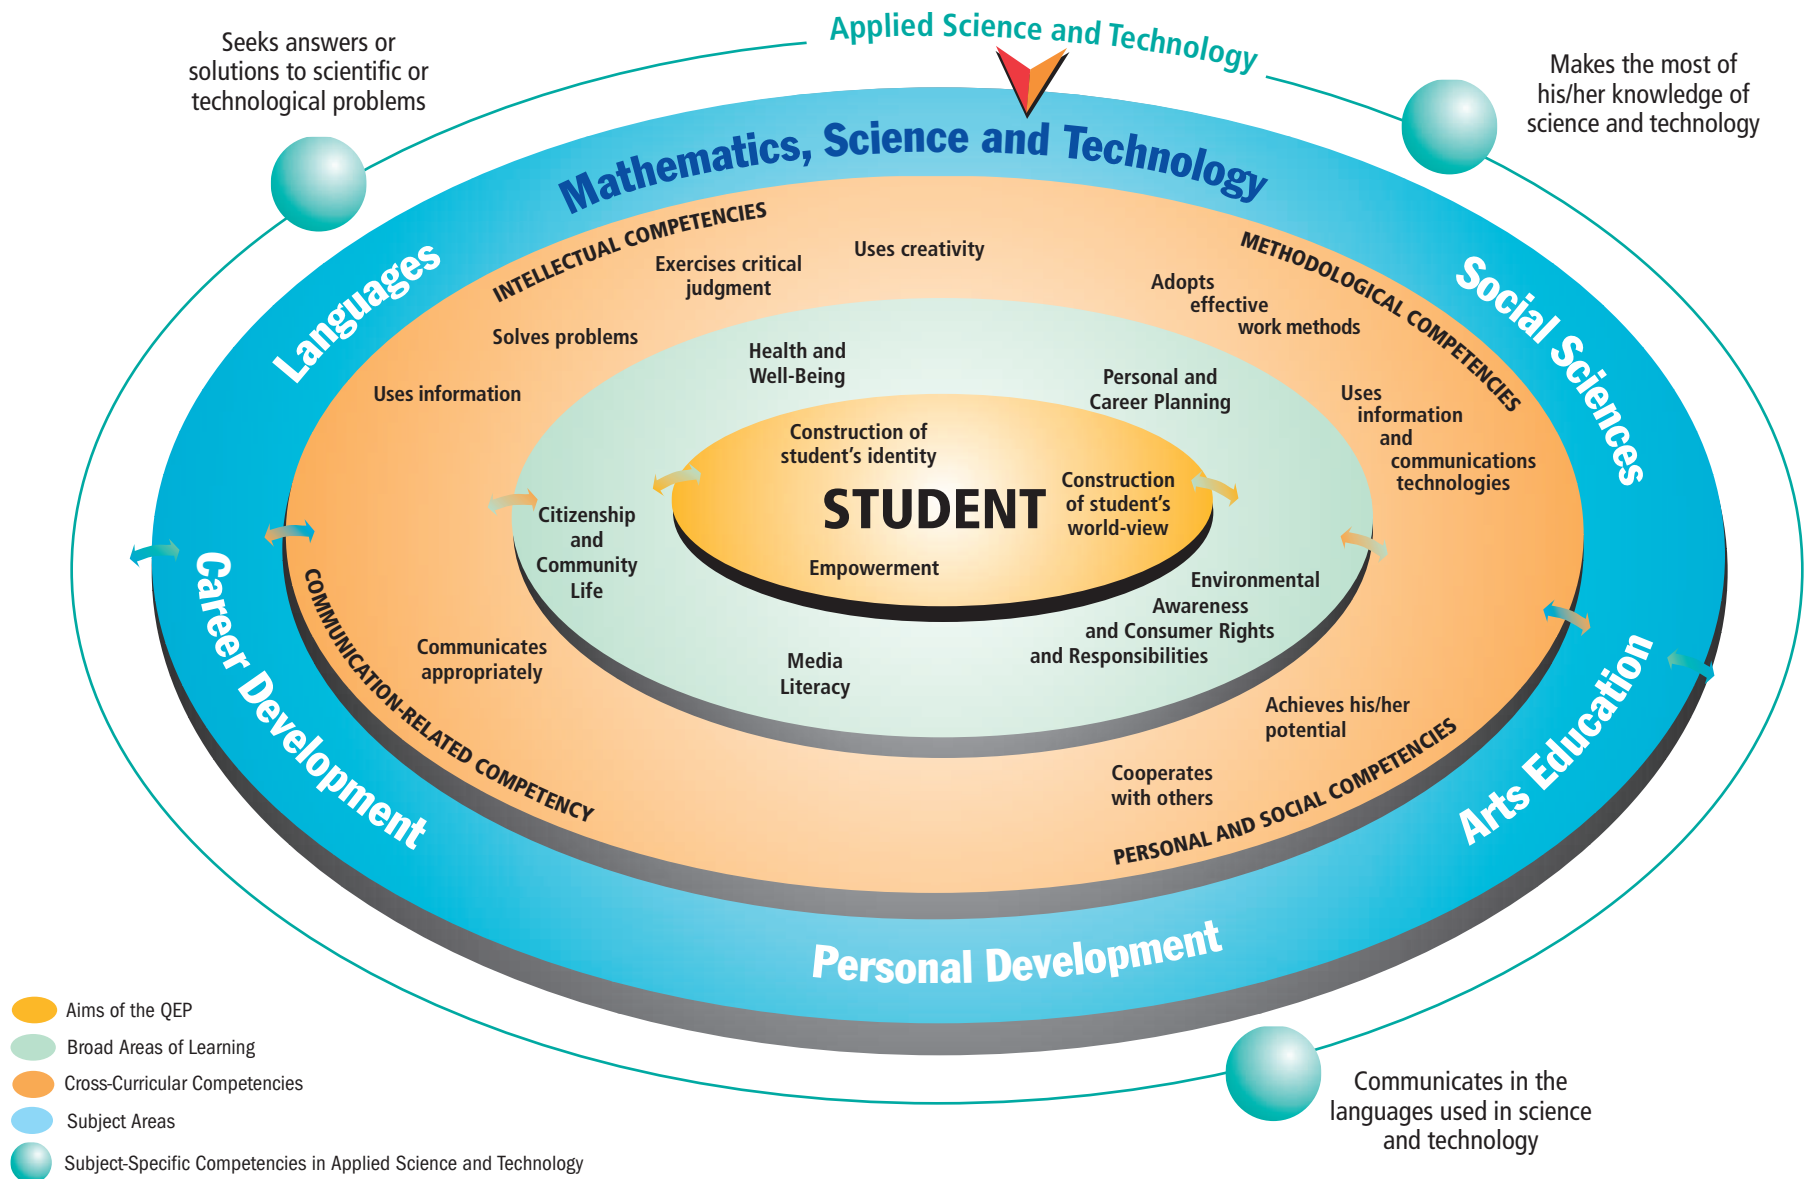 Applied Science and Technology
Seeks answers or
solutions to scientific or
technological problems
Makes the most of
his/her knowledge of
science and technology
Mathematics, Science and Technology
Languages
Social Sciences
INTELLECTUAL COMPETENCIES
Uses creativity
Exercises critical
judgment
Solves problems
Uses information
METHODOLOGICAL COMPETENCIES
Adopts
effective
work methods
Uses
information
and
communications
technologies
Health and
Well-Being
Personal and
Career Planning
Construction of
student’s identity
STUDENT
Construction
of student’s
world-view
Empowerment
Citizenship
and
Community
Life
Environmental
Awareness
and Consumer Rights
and Responsibilities
Media
Literacy
Career Development
COMMUNICATION-RELATED COMPETENCY
Communicates
appropriately
Achieves his/her
potential
Cooperates
with others
PERSONAL AND SOCIAL COMPETENCIES
Arts Education
Personal Development
Communicates in the
languages used in science
and technology
Aims of the QEP
Broad Areas of Learning
Cross-Curricular Competencies
Subject Areas
Subject-Specific Competencies in Applied Science and Technology